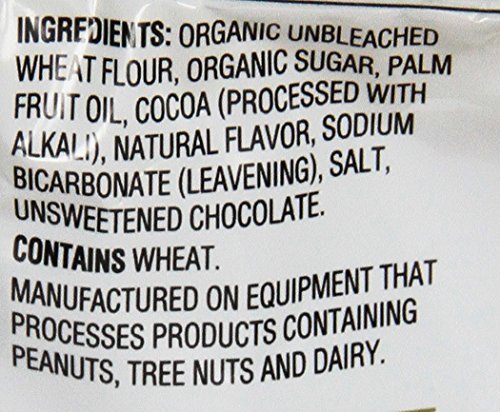 INGREDIENTS: ORGANIC UNBLEACHED
WHEAT FLOUR, ORGANIC SUGAR, PALM
FRUIT OIL, COCOA (PROCESSED WITH
ALKALI), NATURAL FLAVOR, SODIUM
BICARBONATE (LEAVENING), SALT,
UNSWEETENED CHOCOLATE.
CONTAINS WHEAT.
MANUFACTURED ON EQUIPMENT THAT
PROCESSES PRODUCTS CONTAINING
PEANUTS, TREE NUTS AND DAIRY.